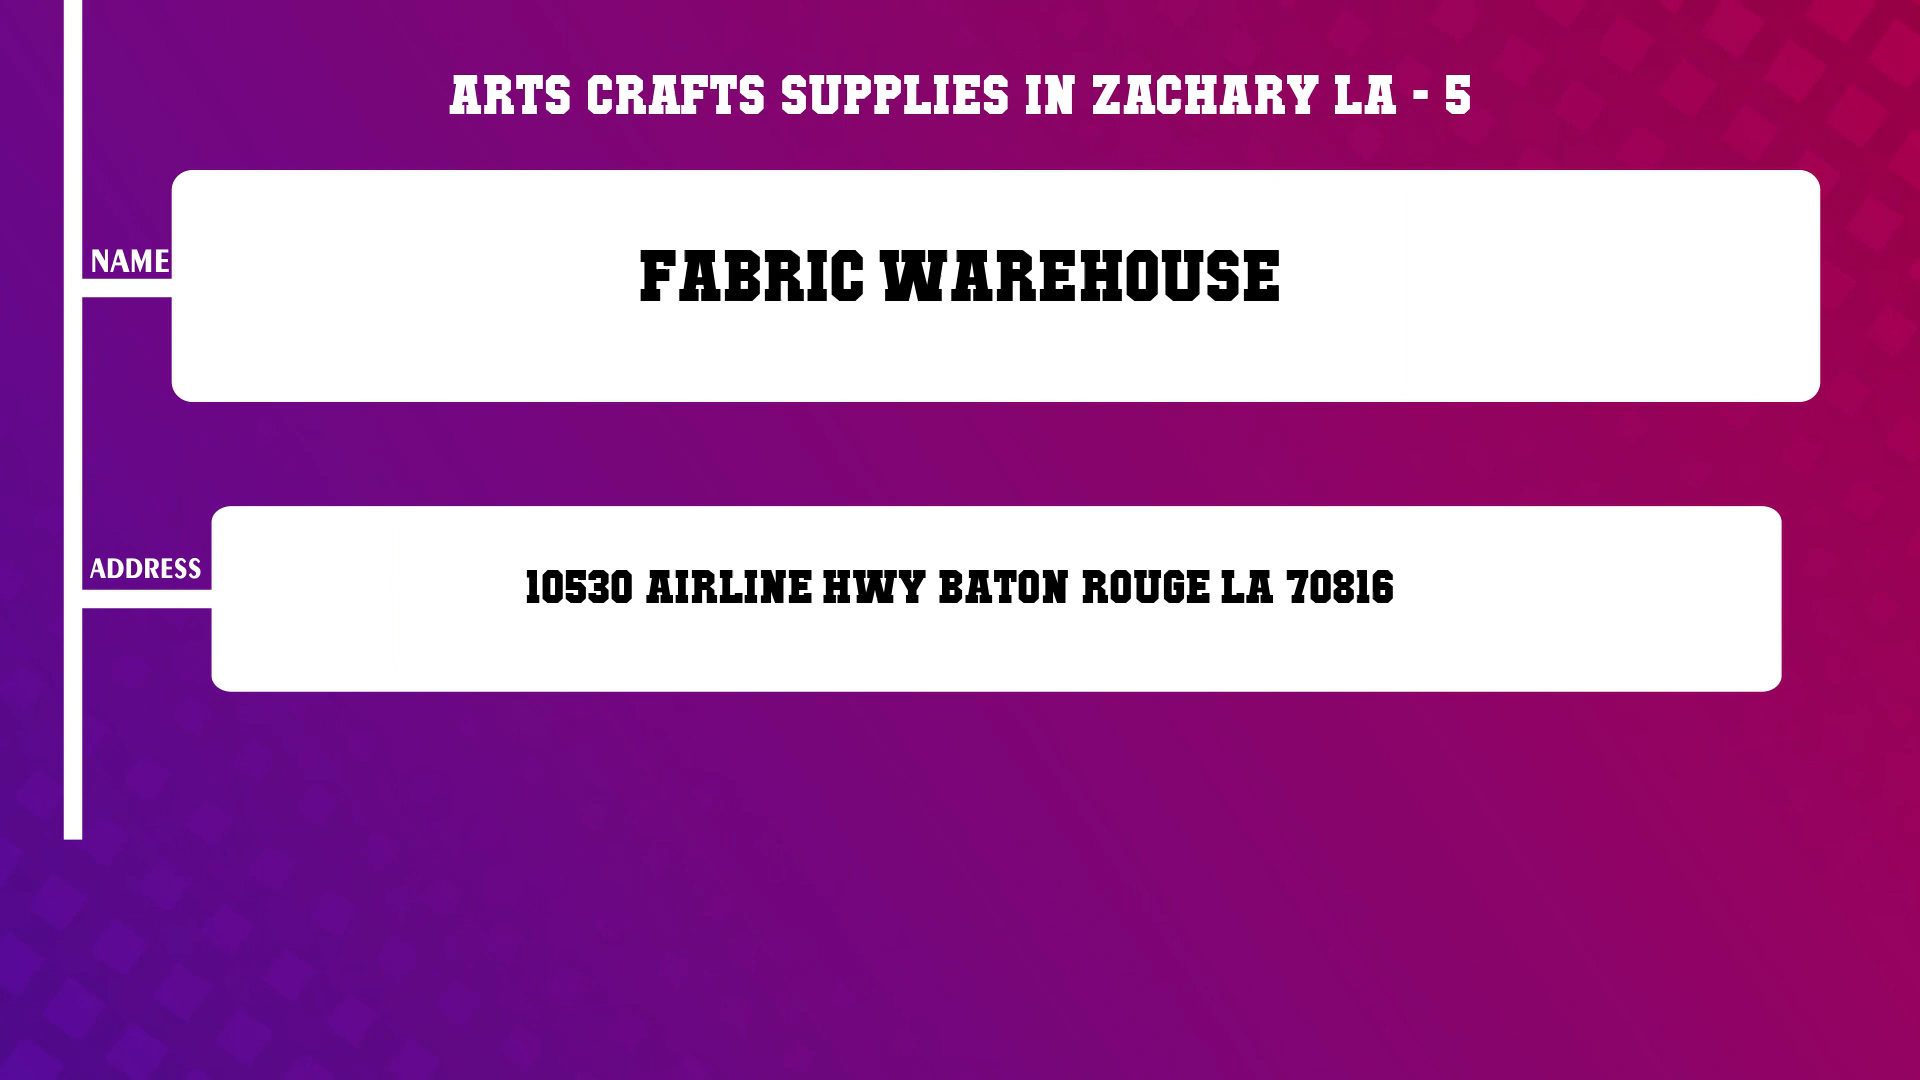 ARTS CRAFTS SUPPLIES IN ZACHARY LA - 5
NAME
FABRIC WAREHOUSE
ADDRESS
10530 AIRLINE HWY BATON ROUGE LA 70816